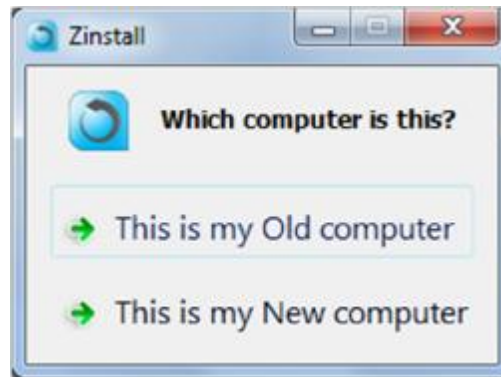 Zinstall
Which computer is this?
This is my Old computer
This is my New computer